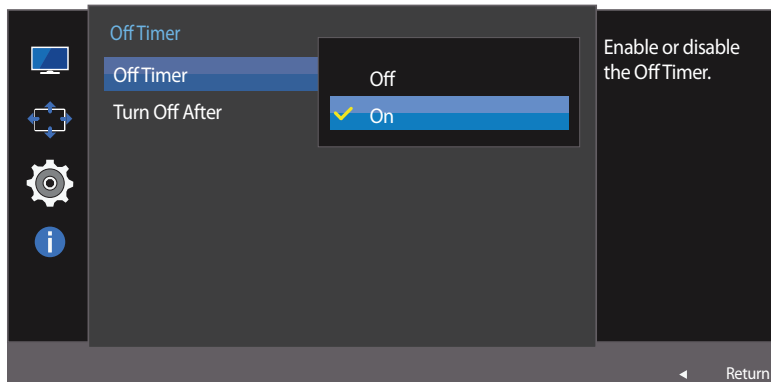 Off Timer
Off Timer
Off
Turn Off After
On
Enable or disable
the Off Timer.
Return